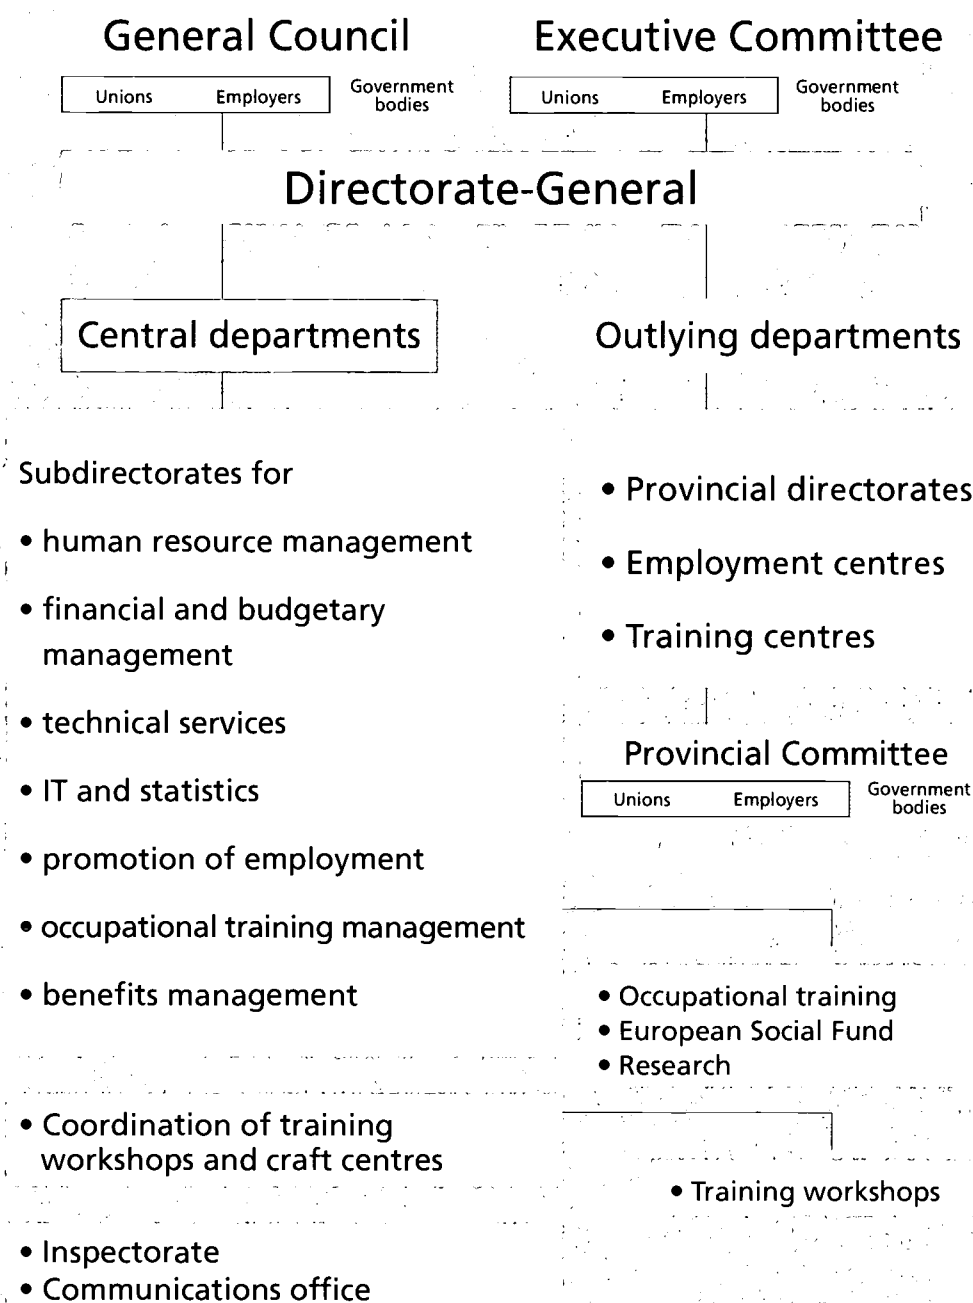 General Council
Executive Committee
Unions Employers Government bodies
Unions Employers Government bodies
Directorate-General
Central departments
Outlying departments
Subdirectorates for
• human resource management
• financial and budgetary
management
• technical services
• IT and statistics
• promotion of employment
• occupational training management
• benefits management
• Coordination of training
workshops and craft centres
• Inspectorate
• Communications office
• Provincial directorates
• Employment centres
• Training centres
Provincial Committee
Unions Employers Government bodies
• Occupational training
• European Social Fund
• Research
• Training workshops